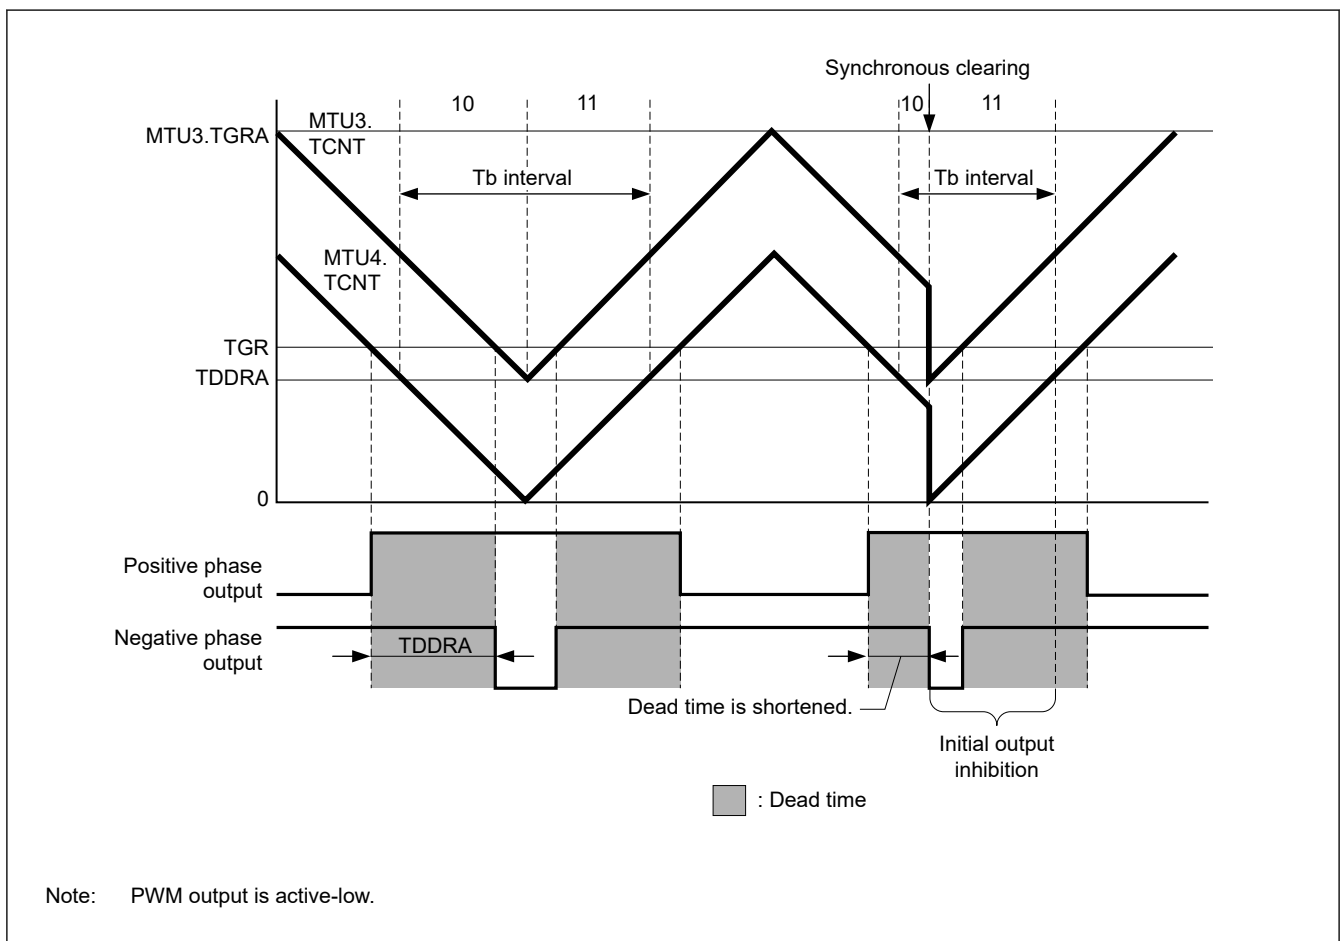 Synchronous clearing
10
11
10
11
MTU3.TGRA
MTU3.
TCNT
Tb interval
Tb interval
MTU4.
TCNT
TGR
TDDRA
0
Positive phase
output
Negative phase
output
TDDRA
Dead time is shortened.
Initial output
inhibition
: Dead time
Note: PWM output is active-low.